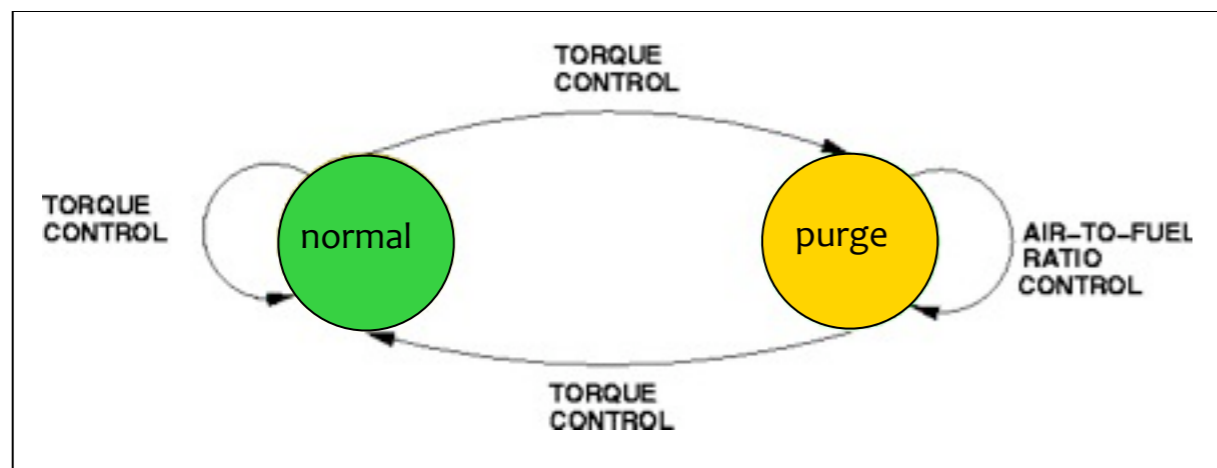 TORQUE
CONTROL
TORQUE
CONTROL
normal
purge
AIR-TO-FUEL
RATIO
CONTROL
TORQUE
CONTROL